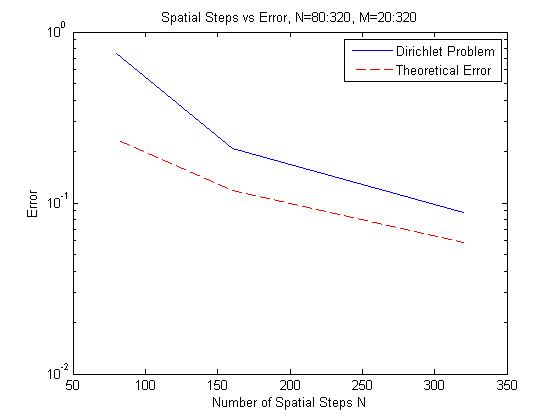 Spatial Steps vs Error, N=80:320, M=20:320
Dirichlet Problem
Theoretical Error
10^0
10^-1
10^-2
Error
50 100 150 200 250 300 350
Number of Spatial Steps N